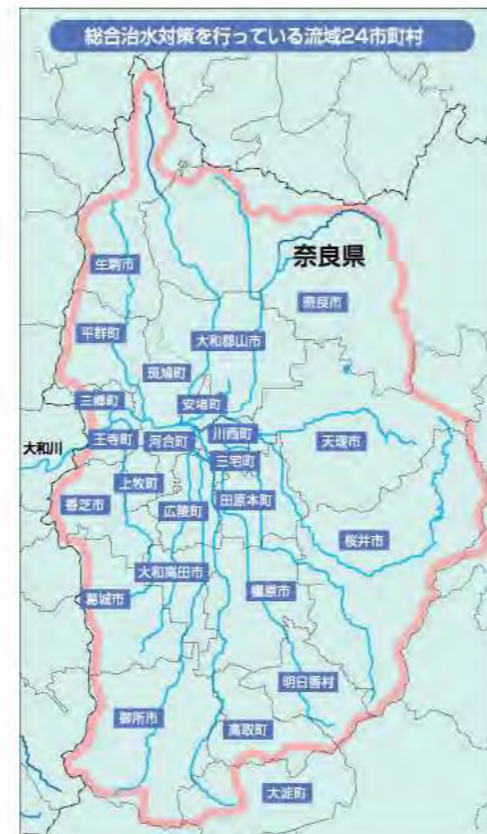 総合治水対策を行っている流域24市町村
奈良県
生駒市
奈良市
平群町
大和郡山市
斑鳩町
三郷町
安堵町
大和川
王寺町
河合町
川西町
天理市
三宅町
上牧町
香芝市
広陵町
田原本町
桜井市
大和高田市
葛城市
橿原市
明日香村
御所市
高取町
大淀町